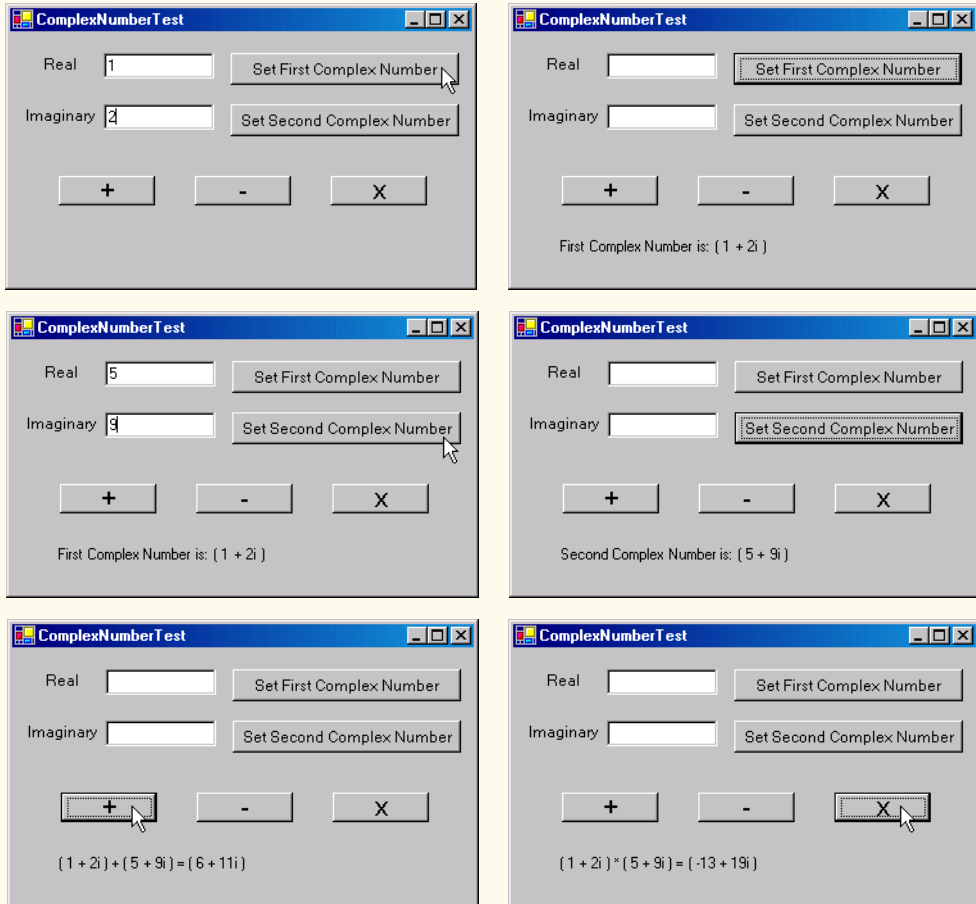 ComplexNumberTest
Real 1 Set First Complex Number
Imaginary 2 Set Second Complex Number
+ - X
ComplexNumberTest
Real Set First Complex Number
Imaginary Set Second Complex Number
+ - X
First Complex Number is: ( 1 + 2i )
ComplexNumberTest
Real 5 Set First Complex Number
Imaginary 9 Set Second Complex Number
+ - X
First Complex Number is: ( 1 + 2i )
ComplexNumberTest
Real Set First Complex Number
Imaginary Set Second Complex Number
+ - X
Second Complex Number is: ( 5 + 9i )
ComplexNumberTest
Real Set First Complex Number
Imaginary Set Second Complex Number
+ - X
( 1 + 2i ) + ( 5 + 9i ) = ( 6 + 11i )
ComplexNumberTest
Real Set First Complex Number
Imaginary Set Second Complex Number
+ - X
( 1 + 2i ) * ( 5 + 9i ) = ( -13 + 19i )